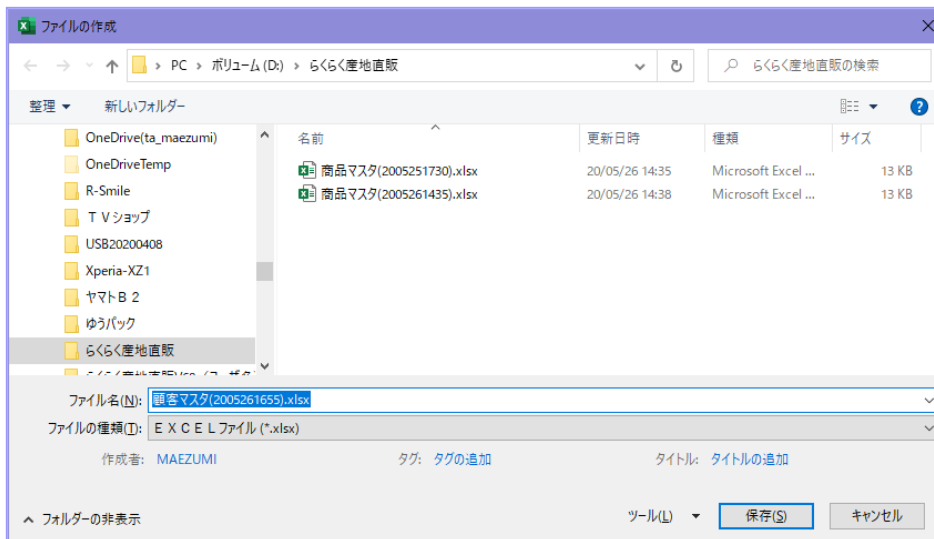 ファイルの作成
PC › ボリューム (D:) › らくらく産地直販
らくらく産地直販の検索
整理 新しいフォルダー
OneDrive(ta_maezumi)
OneDriveTemp
R-Smile
ＴＶショップ
USB20200408
Xperia-XZ1
ヤマトＢ２
ゆうパック
らくらく産地直販
名前 更新日時 種類 サイズ
商品マスタ(2005251730).xlsx 20/05/26 14:35 Microsoft Excel ... 13 KB
商品マスタ(2005261435).xlsx 20/05/26 14:38 Microsoft Excel ... 13 KB
ファイル名(N): 顧客マスタ(2005261655).xlsx
ファイルの種類(T): ＥＸＣＥＬファイル (*.xlsx)
作成者: MAEZUMI タグ: タグの追加 タイトル: タイトルの追加
フォルダーの非表示 ツール(L) 保存(S) キャンセル